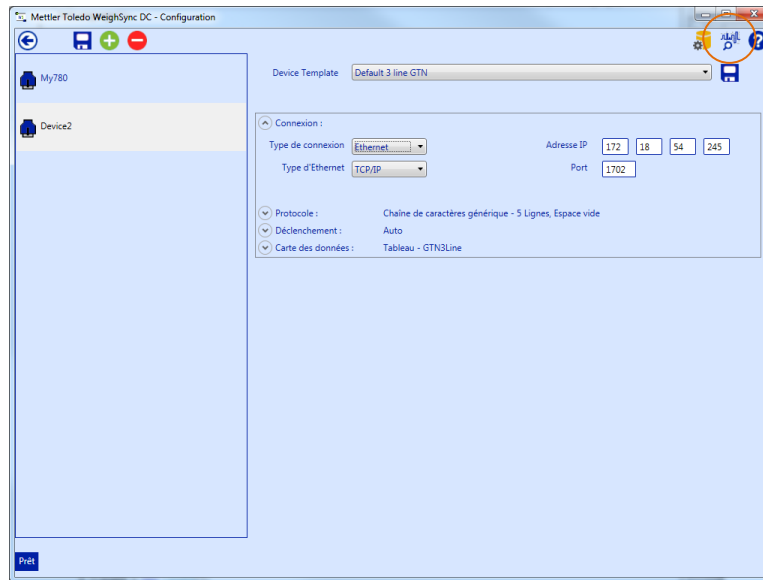 Mettler Toledo WeighSync DC - Configuration
?
My780
Device2
Device Template Default 3 line GTN
Connexion :
Type de connexion Ethernet Adresse IP 172 18 54 245
Type d'Ethernet TCP/IP Port 1702
Protocole : Chaîne de caractères générique - 5 Lignes, Espace vide
Déclenchement : Auto
Carte des données : Tableau - GTN3Line
Prêt